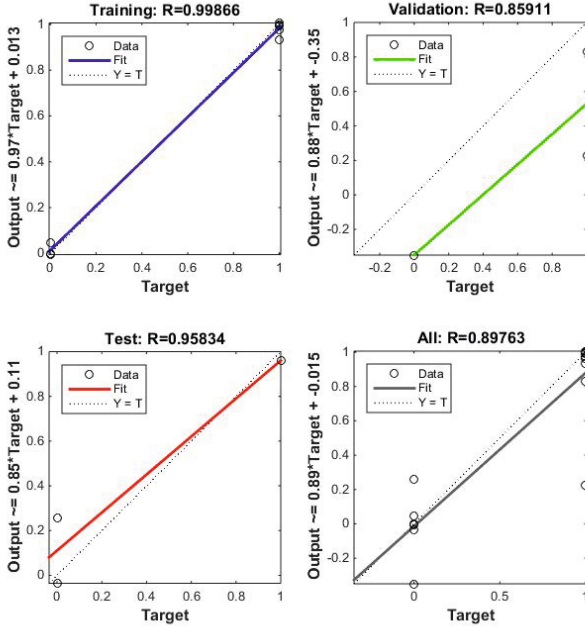 Training: R=0.99866
Output ~= 0.97*Target + 0.013
Data
Fit
Y = T
1
0.8
0.6
0.4
0.2
0
0 0.2 0.4 0.6 0.8 1
Target
Validation: R=0.85911
Output ~= 0.88*Target + -0.35
Data
Fit
Y = T
1
0.8
0.6
0.4
0.2
0
-0.2
-0.2 0 0.2 0.4 0.6 0.8
Target
Test: R=0.95834
Output ~= 0.85*Target + 0.11
Data
Fit
Y = T
1
0.8
0.6
0.4
0.2
0
0 0.2 0.4 0.6 0.8 1
Target
All: R=0.89763
Output ~= 0.89*Target + -0.015
Data
Fit
Y = T
1
0.8
0.6
0.4
0.2
0
-0.2
0 0.5 1
Target